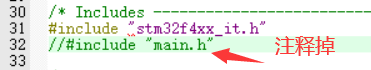 30 /* Includes ------------------------
31 #include "stm32f4xx_it.h"
32 //#include "main.h" 注释掉
33